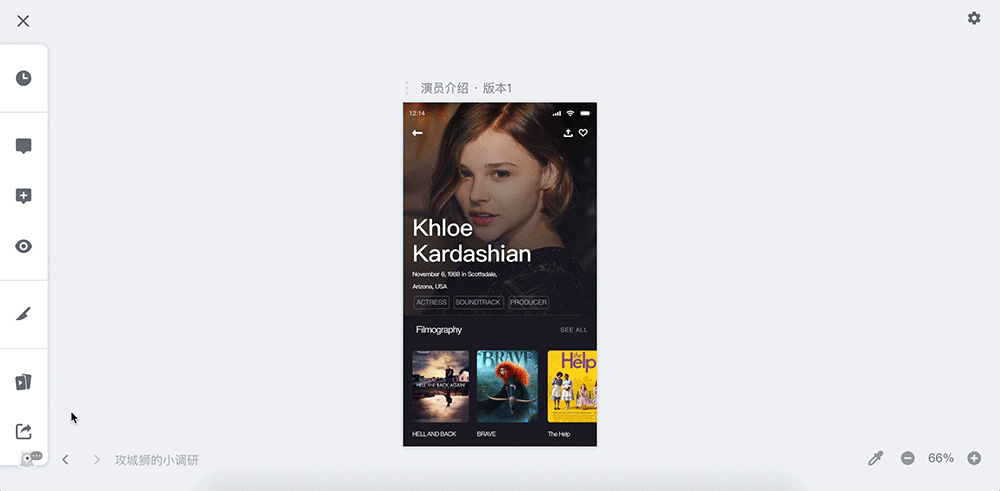 演员介绍 · 版本1
12:14
Khloe
Kardashian
November 6, 1988 in Scottsdale,
Arizona, USA
ACTRESS SOUNDTRACK PRODUCER
Filmography SEE ALL
HELL AND BACK AGAIN
BRAVE
the Help
HELL AND BACK BRAVE The Help
攻城狮的小调研
66%